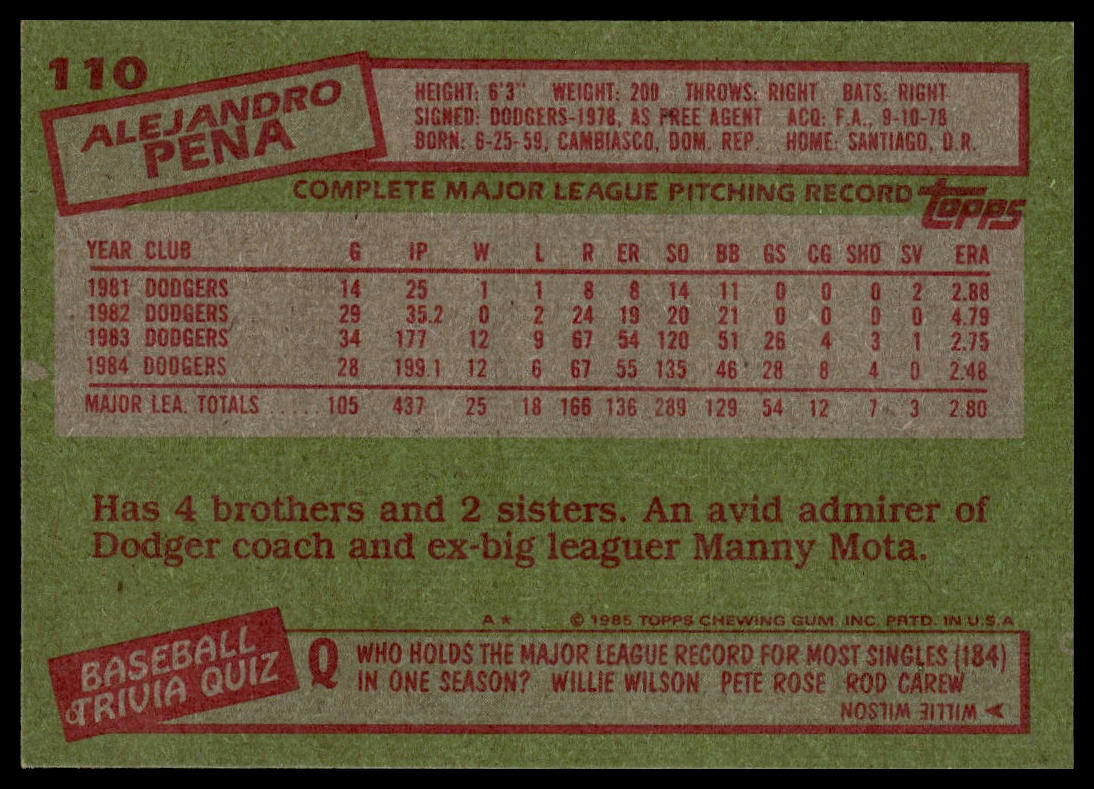 110
ALEJANDRO
PENA
HEIGHT: 6'3" WEIGHT: 200 THROWS: RIGHT BATS: RIGHT
SIGNED: DODGERS-1978, AS FREE AGENT ACQ: F.A., 9-10-78
BORN: 6-25-59, CAMBIASCO, DOM. REP. HOME: SANTIAGO, D.R.
COMPLETE MAJOR LEAGUE PITCHING RECORD topps
YEAR CLUB G IP W L R ER SO BB GS CG SHO SV ERA
1981 DODGERS 14 25 1 1 8 8 14 11 0 0 0 2 2.88
1982 DODGERS 29 35.2 0 2 24 19 20 21 0 0 0 0 4.79
1983 DODGERS 34 177 12 9 67 54 120 51 26 4 3 1 2.75
1984 DODGERS 28 199.1 12 6 67 55 135 46 28 8 4 0 2.48
MAJOR LEA. TOTALS ..... 105 437 25 18 166 136 289 129 54 12 7 3 2.80
Has 4 brothers and 2 sisters. An avid admirer of
Dodger coach and ex-big leaguer Manny Mota.
A* © 1985 TOPPS CHEWING GUM, INC. PRTD. IN U.S.A
BASEBALL
TRIVIA QUIZ
Q WHO HOLDS THE MAJOR LEAGUE RECORD FOR MOST SINGLES (184)
IN ONE SEASON? WILLIE WILSON PETE ROSE ROD CAREW
WILLIE WILSON